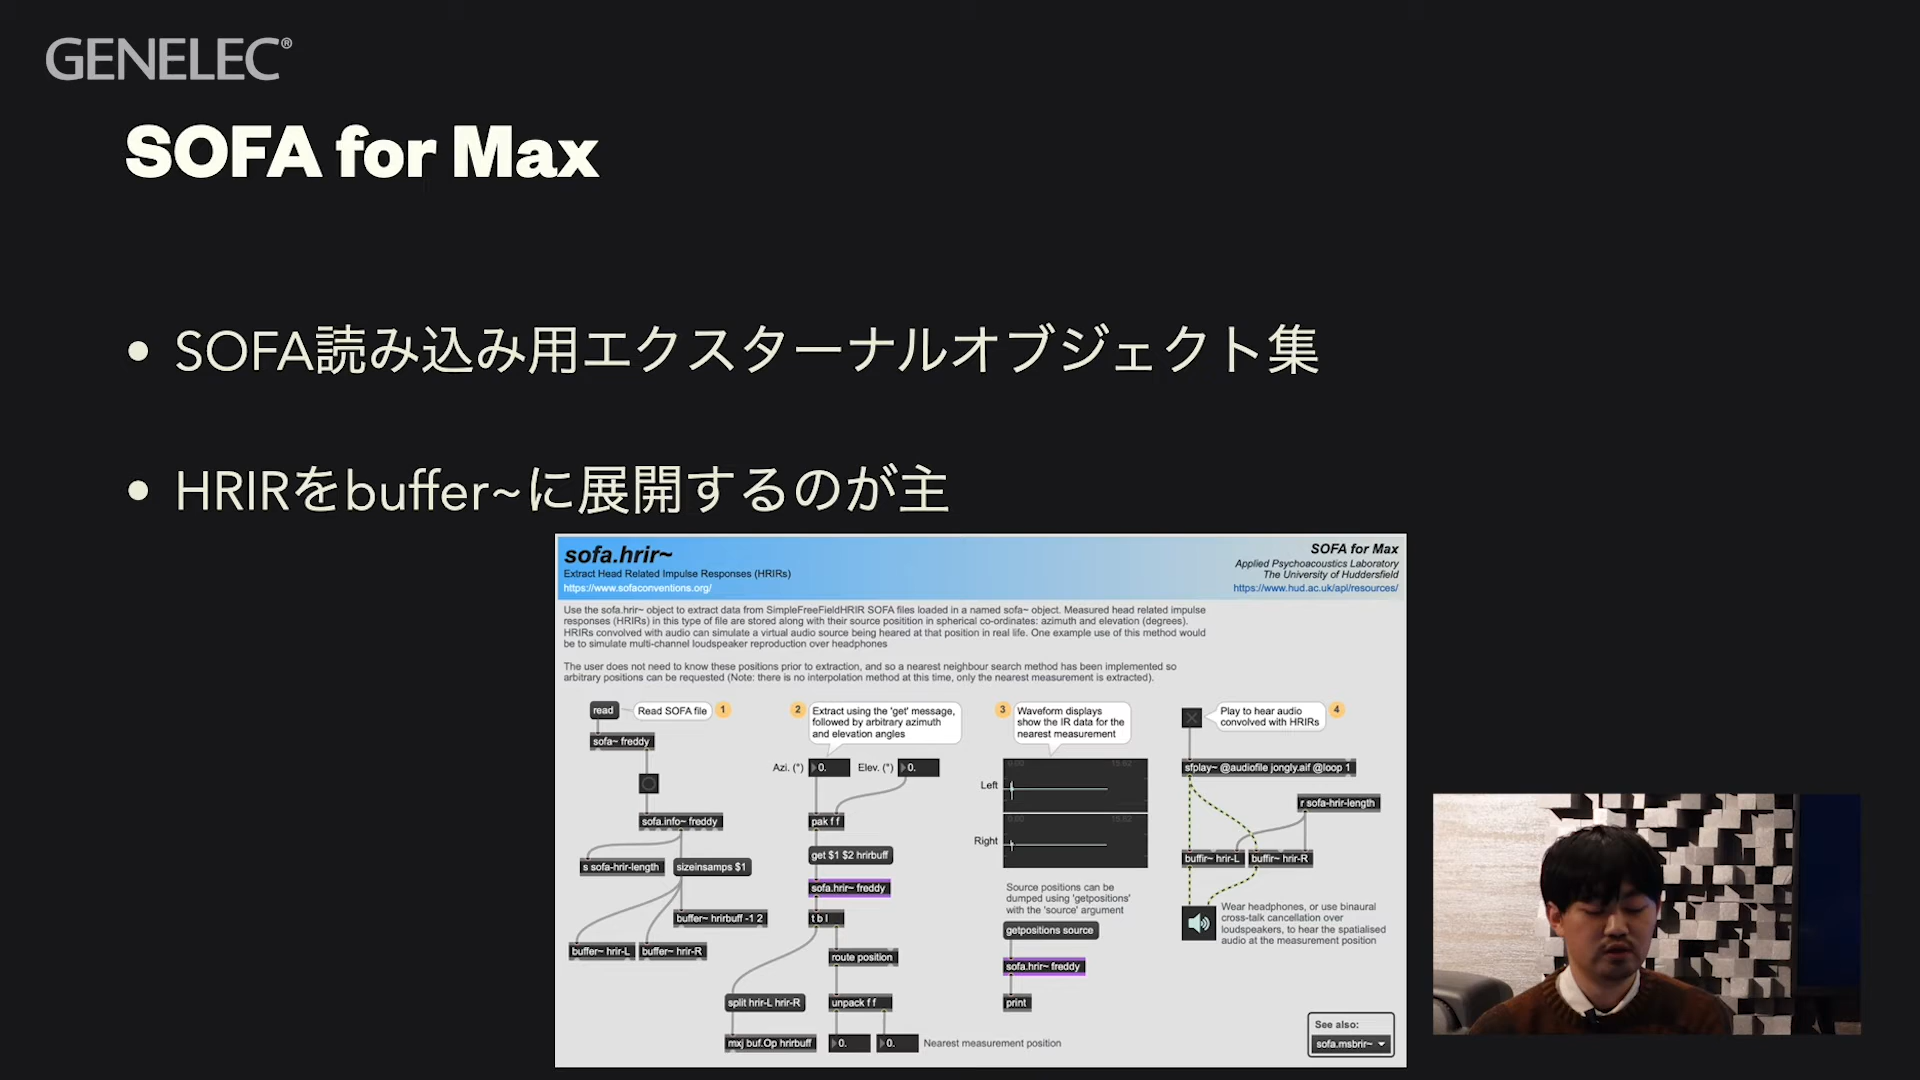 GENELEC®
SOFA for Max
• SOFA読み込み用エクスターナルオブジェクト集
• HRIRをbuffer~に展開するのが主
sofa.hrir~
Extract Head Related Impulse Responses (HRIRs)
https://www.sofaconventions.org/
SOFA for Max
Applied Psychoacoustics Laboratory
The University of Huddersfield
https://www.hud.ac.uk/apl/resources/
Use the sofa.hrir~ object to extract data from SimpleFreeFieldHRIR SOFA files loaded in a named sofa~ object. Measured head related impulse
responses (HRIRs) in this type of file are stored along with their source positition in spherical co-ordinates: azimuth and elevation (degrees).
HRIRs convolved with audio can simulate a virtual audio source being heared at that position in real life. One example use of this method would
be to simulate multi-channel loudspeaker reproduction over headphones
The user does not need to know these positions prior to extraction, and so a nearest neighbour search method has been implemented so
arbitrary positions can be requested (Note: there is no interpolation method at this time, only the nearest measurement is extracted).
read
Read SOFA file
1
sofa~ freddy
sofa.info~ freddy
s sofa-hrir-length
sizeinsamps $1
buffer~ hrirbuff -1 2
buffer~ hrir-L
buffer~ hrir-R
2
Extract using the 'get' message,
followed by arbitrary azimuth
and elevation angles
Azi. (°)
0.
Elev. (°)
0.
pak f f
get $1 $2 hrirbuff
sofa.hrir~ freddy
t b l
route position
split hrir-L hrir-R
unpack f f
mxj buf.Op hrirbuff
0.
0.
Nearest measurement position
3
Waveform displays
show the IR data for the
nearest measurement
Left
0.00
Right
0.00
Source positions can be
dumped using 'getpositions'
with the 'source' argument
getpositions source
sofa.hrir~ freddy
print
Play to hear audio
convolved with HRIRs
4
sfplay~ @audiofile jongly.aif @loop 1
r sofa-hrir-length
buffir~ hrir-L
buffir~ hrir-R
Wear headphones, or use binaural
cross-talk cancellation over
loudspeakers, to hear the spatialised
audio at the measurement position
See also:
sofa.msbrir~